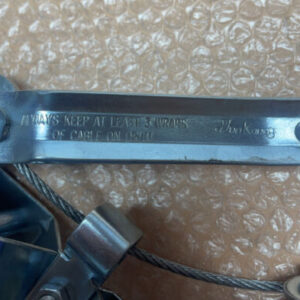 ALWAYS KEEP AT LEAST 3 WRAPS
OF CABLE ON DRUM